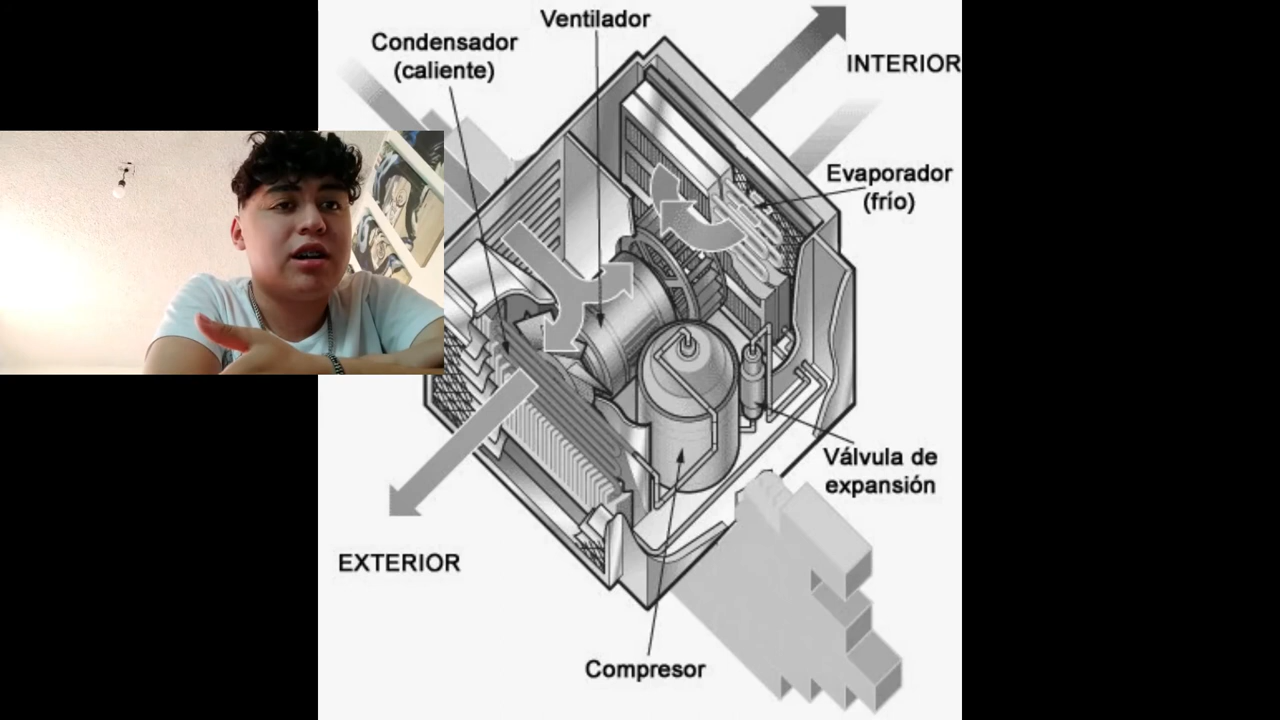 Ventilador
Condensador
(caliente)
INTERIOR
Evaporador
(frío)
Válvula de
expansión
EXTERIOR
Compresor